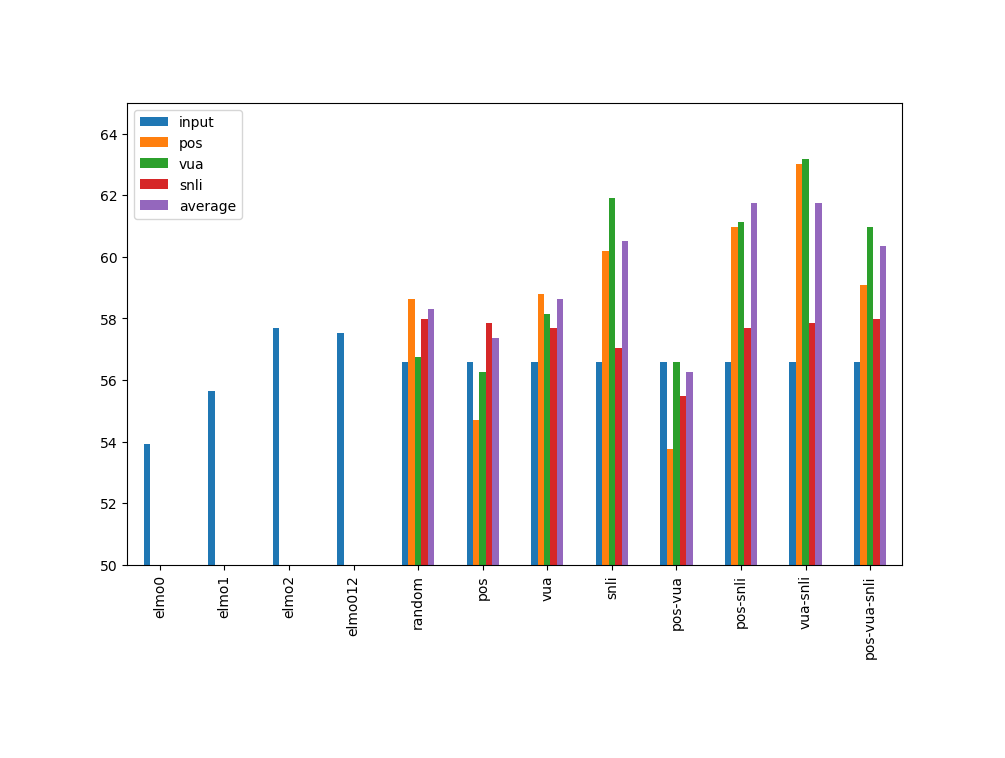 64
62
60
58
56
54
52
50
input
pos
vua
snli
average
elmo0
elmo1
elmo2
elmo012
random
pos
vua
snli
pos-vua
pos-snli
vua-snli
pos-vua-snli